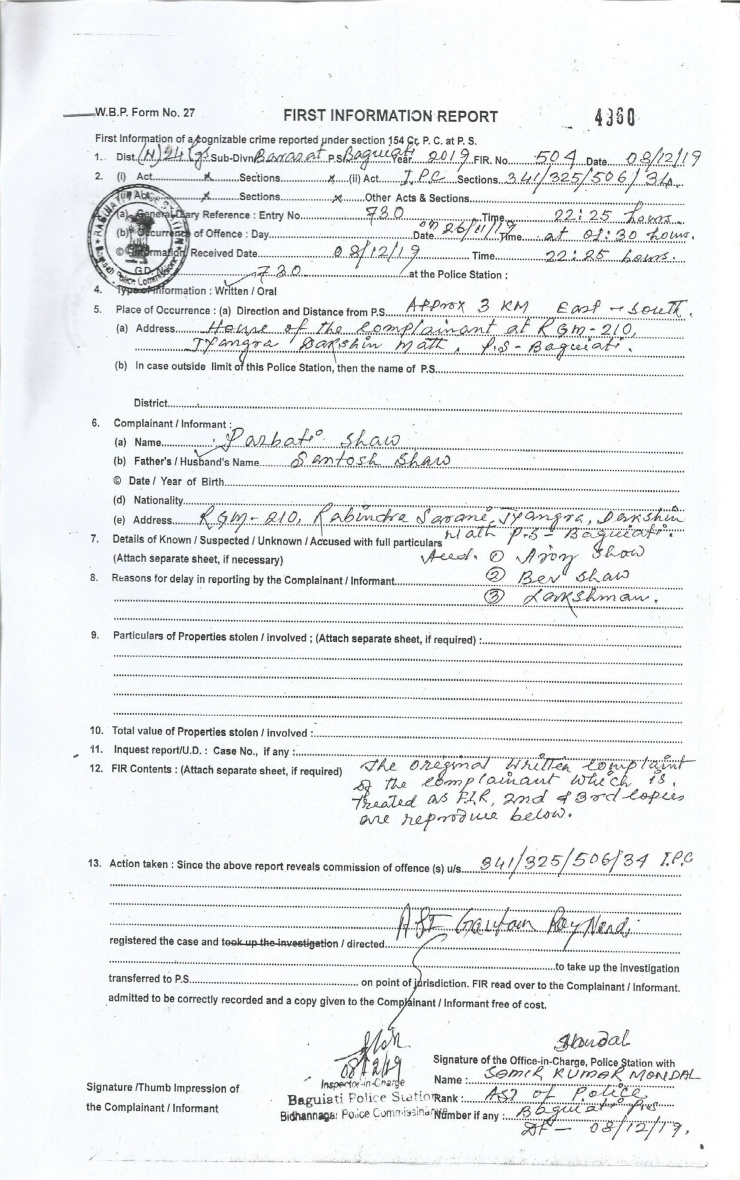 W.B.P. Form No. 27
FIRST INFORMATION REPORT
4360
First Information of a cognizable crime reported under section 154 Cr. P. C. at P. S.
1. Dist. (N) 24 Pgs Sub-Divn Barasat P.S. Baguiati Year 2019 FIR. No. 504 Date 08/12/19
2. (i) Act x Sections x (ii) Act I.P.C Sections 341/325/506/34
Act x Sections x Other Acts & Sections
(a) General Diary Reference : Entry No. 730 Time 22:25 hours.
(b) Occurrence of Offence : Day Date 26/11/19 Time at 01:30 hours.
© Information Received Date 08/12/19 Time 22:25 hours.
G.D. 730 at the Police Station :
4. Type of Information : Written / Oral
5. Place of Occurrence : (a) Direction and Distance from P.S. Approx 3 KM East - South.
(a) Address House of the complainant at RGM-210,
Jyangra Dakshin Math. P.S - Baguiati.
(b) In case outside limit of this Police Station, then the name of P.S.
District
6. Complainant / Informant :
(a) Name Parbati Shaw
(b) Father's / Husband's Name Santosh Shaw
© Date / Year of Birth
(d) Nationality
(e) Address RGM-210, Rabindra Sarani, Jyangra, Dakshin
Math P.S - Baguiati.
7. Details of Known / Suspected / Unknown / Accused with full particulars
(Attach separate sheet, if necessary) Accd. ① Ajoy Shaw
② Ben Shaw
8. Reasons for delay in reporting by the Complainant / Informant
③ Lakshman.
9. Particulars of Properties stolen / involved ; (Attach separate sheet, if required) :
10. Total value of Properties stolen / involved :
11. Inquest report/U.D. : Case No., if any :
12. FIR Contents : (Attach separate sheet, if required) The original written complaint
of the complainant which is
treated as FIR, 2nd & 3rd copies
are reproduce below.
13. Action taken : Since the above report reveals commission of offence (s) u/s. 341/325/506/34 I.P.C
ASI Gautam Roy Nandi
registered the case and took up the investigation / directed
to take up the investigation
transferred to P.S. on point of jurisdiction. FIR read over to the Complainant / Informant.
admitted to be correctly recorded and a copy given to the Complainant / Informant free of cost.
08/12/19
Inspector-in-Charge
Baguiati Police Station
Bidhannagar Police Commissionerate
SMondal
Signature of the Office-in-Charge, Police Station with
Name : SAMIR KUMAR MONDAL
Rank : ASI of Police
Number if any : Baguiati P.S
DT - 08/12/19.
Signature /Thumb Impression of
the Complainant / Informant